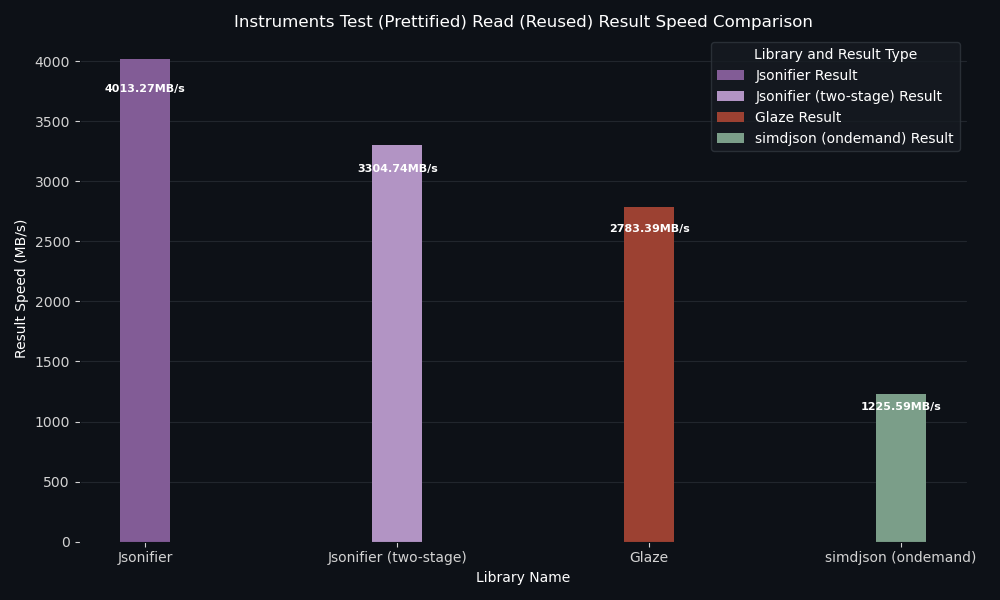 Instruments Test (Prettified) Read (Reused) Result Speed Comparison
Library and Result Type
Jsonifier Result
Jsonifier (two-stage) Result
Glaze Result
simdjson (ondemand) Result
Result Speed (MB/s)
4000
3500
3000
2500
2000
1500
1000
500
0
4013.27MB/s
3304.74MB/s
2783.39MB/s
1225.59MB/s
Jsonifier
Jsonifier (two-stage)
Glaze
simdjson (ondemand)
Library Name